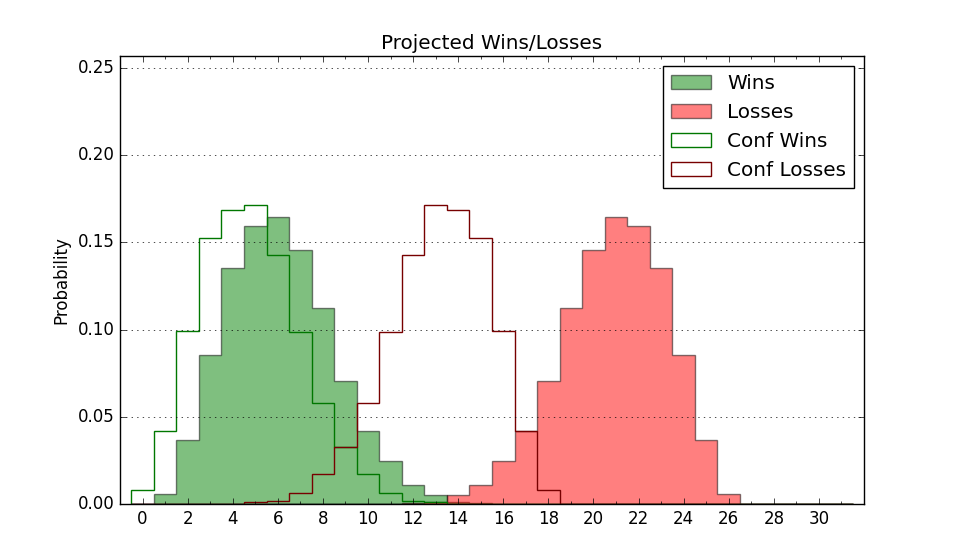 Projected Wins/Losses
0.25
0.20
0.15
0.10
0.05
0.00
Probability
Wins
Losses
Conf Wins
Conf Losses
0 2 4 6 8 10 12 14 16 18 20 22 24 26 28 30